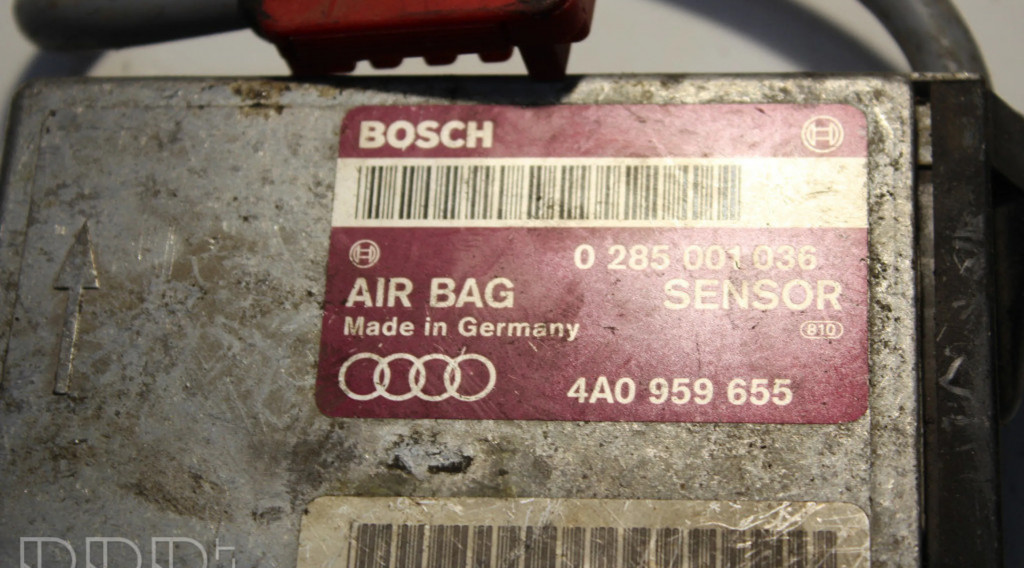 BOSCH
0 285 001 036
AIR BAG SENSOR
Made in Germany 810
4A0 959 655